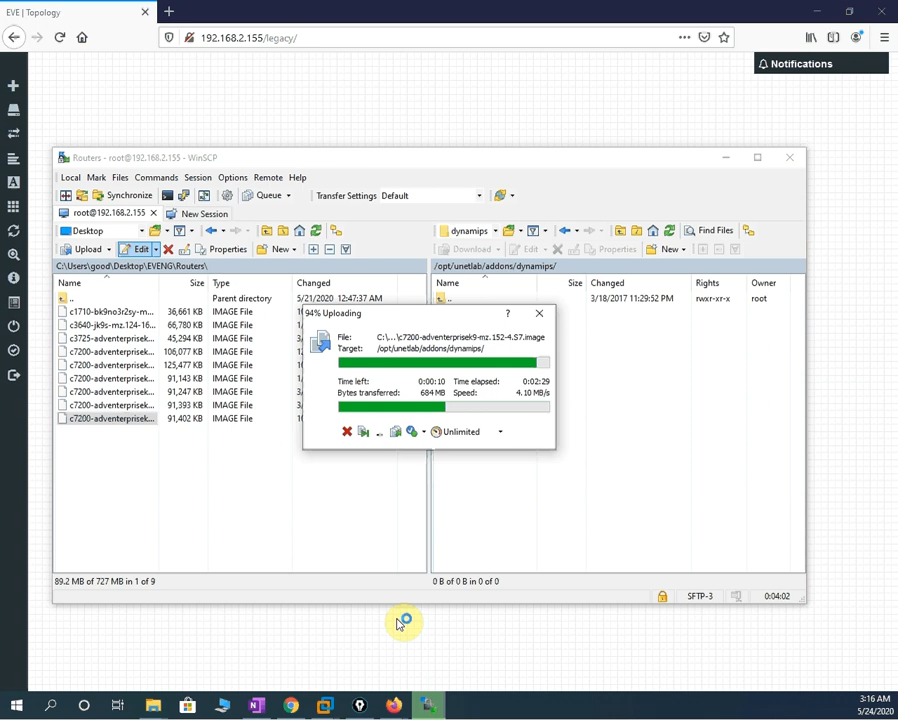 EVE | Topology
192.168.2.155/legacy/
Notifications
Routers - root@192.168.2.155 - WinSCP
Local Mark Files Commands Session Options Remote Help
Synchronize Queue Transfer Settings Default
root@192.168.2.155 New Session
Desktop dynamips Find Files
Upload Edit Properties New Download Edit Properties New
C:\Users\good\Desktop\EVENG\Routers\ /opt/unetlab/addons/dynamips/
Name Size Type Changed Name Size Changed Rights Owner
.. Parent directory 5/21/2020 12:47:37 AM .. 3/18/2017 11:29:52 PM rwxr-xr-x root
c1710-bk9no3r2sy-m... 36,661 KB IMAGE File
c3640-jk9s-mz.124-16... 66,780 KB IMAGE File
c3725-adventerprisek... 45,294 KB IMAGE File
c7200-adventerprisek... 106,077 KB IMAGE File
c7200-adventerprisek... 125,477 KB IMAGE File
c7200-adventerprisek... 91,143 KB IMAGE File
c7200-adventerprisek... 91,247 KB IMAGE File
c7200-adventerprisek... 91,393 KB IMAGE File
c7200-adventerprisek... 91,402 KB IMAGE File
94% Uploading
File: C:\...\c7200-adventerprisek9-mz.152-4.S7.image
Target: /opt/unetlab/addons/dynamips/
Time left: 0:00:10 Time elapsed: 0:02:29
Bytes transferred: 684 MB Speed: 4.10 MB/s
Unlimited
89.2 MB of 727 MB in 1 of 9 0 B of 0 B in 0 of 0
SFTP-3 0:04:02
3:16 AM
5/24/2020